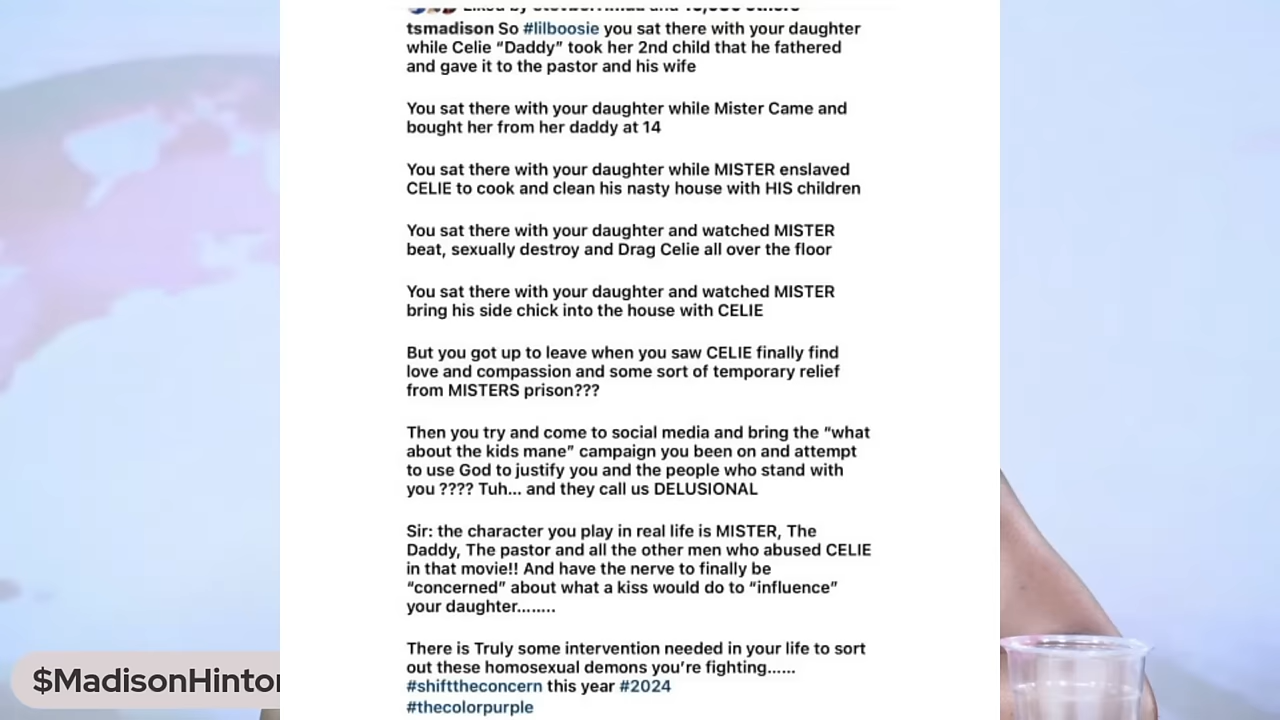 tsmadison So #lilboosie you sat there with your daughter
while Celie “Daddy” took her 2nd child that he fathered
and gave it to the pastor and his wife
You sat there with your daughter while Mister Came and
bought her from her daddy at 14
You sat there with your daughter while MISTER enslaved
CELIE to cook and clean his nasty house with HIS children
You sat there with your daughter and watched MISTER
beat, sexually destroy and Drag Celie all over the floor
You sat there with your daughter and watched MISTER
bring his side chick into the house with CELIE
But you got up to leave when you saw CELIE finally find
love and compassion and some sort of temporary relief
from MISTERS prison???
Then you try and come to social media and bring the “what
about the kids mane” campaign you been on and attempt
to use God to justify you and the people who stand with
you ???? Tuh... and they call us DELUSIONAL
Sir: the character you play in real life is MISTER, The
Daddy, The pastor and all the other men who abused CELIE
in that movie!! And have the nerve to finally be
“concerned” about what a kiss would do to “influence”
your daughter........
There is Truly some intervention needed in your life to sort
out these homosexual demons you’re fighting......
#shifttheconcern this year #2024
#thecolorpurple
$MadisonHinton